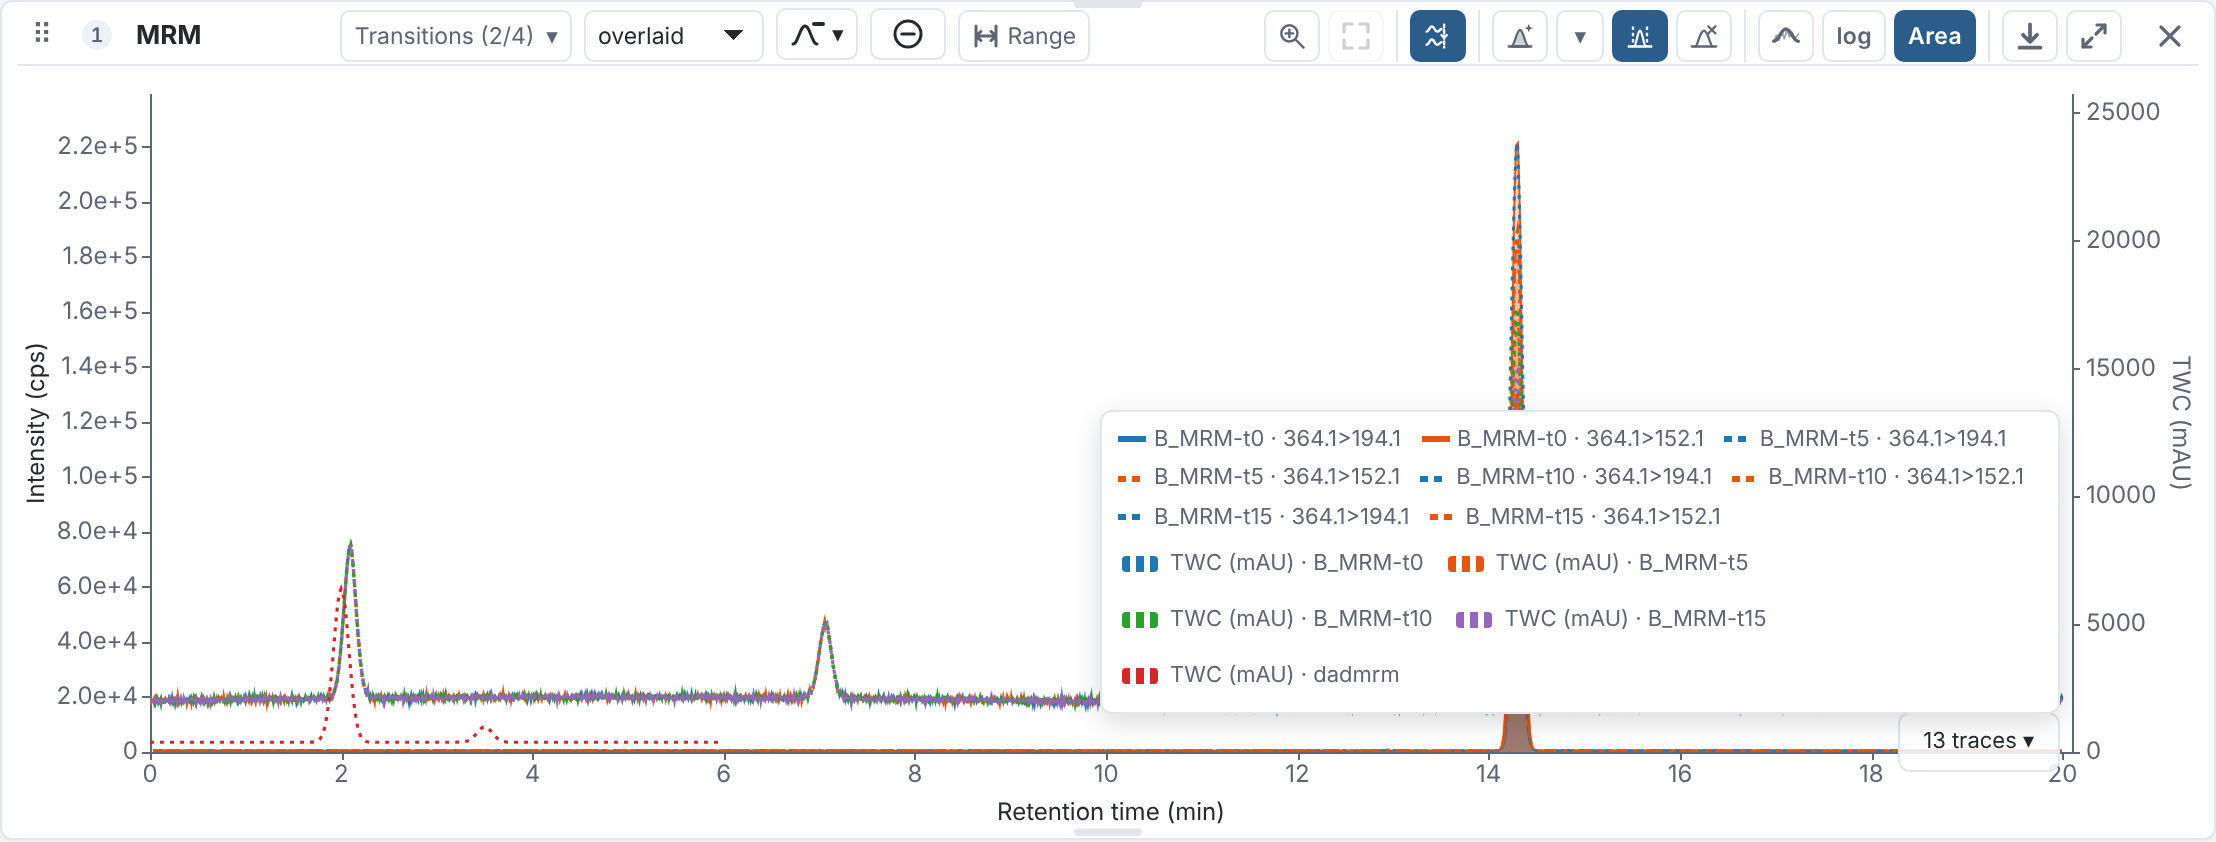 1 MRM Transitions (2/4) ▾ overlaid Range log Area
2.2e+5
2.0e+5
1.8e+5
1.6e+5
1.4e+5
1.2e+5
1.0e+5
8.0e+4
6.0e+4
4.0e+4
2.0e+4
0
Intensity (cps)
B_MRM-t0 · 364.1>194.1 B_MRM-t0 · 364.1>152.1 B_MRM-t5 · 364.1>194.1
B_MRM-t5 · 364.1>152.1 B_MRM-t10 · 364.1>194.1 B_MRM-t10 · 364.1>152.1
B_MRM-t15 · 364.1>194.1 B_MRM-t15 · 364.1>152.1
TWC (mAU) · B_MRM-t0 TWC (mAU) · B_MRM-t5
TWC (mAU) · B_MRM-t10 TWC (mAU) · B_MRM-t15
TWC (mAU) · dadmrm
13 traces ▾
25000
20000
15000
10000
5000
0
TWC (mAU)
0 2 4 6 8 10 12 14 16 18 20
Retention time (min)